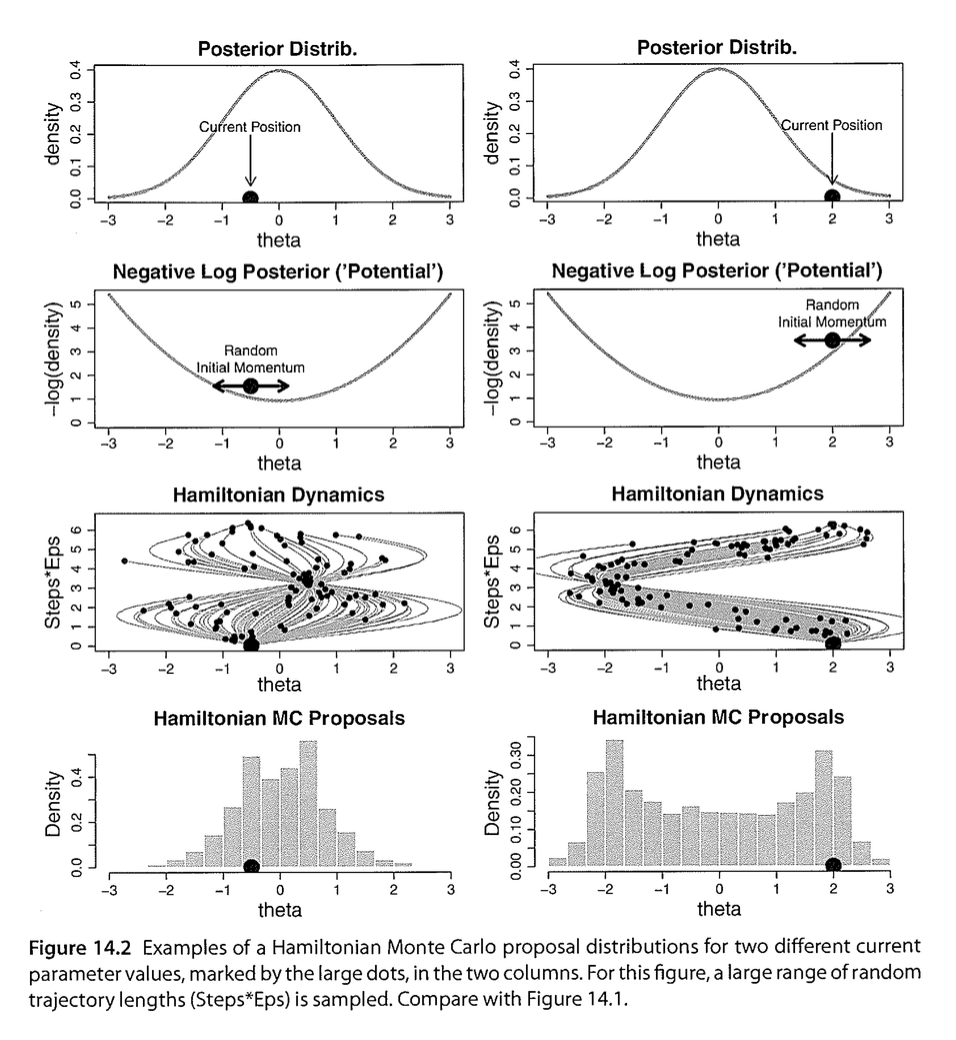 Posterior Distrib.
density
0.0 0.1 0.2 0.3 0.4
Current Position
−3 −2 −1 0 1 2 3
theta
Posterior Distrib.
density
0.0 0.1 0.2 0.3 0.4
Current Position
−3 −2 −1 0 1 2 3
theta
Negative Log Posterior ('Potential')
−log(density)
0 1 2 3 4 5
Random
Initial Momentum
−3 −2 −1 0 1 2 3
theta
Negative Log Posterior ('Potential')
−log(density)
0 1 2 3 4 5
Random
Initial Momentum
−3 −2 −1 0 1 2 3
theta
Hamiltonian Dynamics
Steps*Eps
0 1 2 3 4 5 6
−3 −2 −1 0 1 2 3
theta
Hamiltonian Dynamics
Steps*Eps
0 1 2 3 4 5 6
−3 −2 −1 0 1 2 3
theta
Hamiltonian MC Proposals
Density
0.0 0.2 0.4
−3 −2 −1 0 1 2 3
theta
Hamiltonian MC Proposals
Density
0.00 0.10 0.20 0.30
−3 −2 −1 0 1 2 3
theta
Figure 14.2 Examples of a Hamiltonian Monte Carlo proposal distributions for two different current
parameter values, marked by the large dots, in the two columns. For this figure, a large range of random
trajectory lengths (Steps*Eps) is sampled. Compare with Figure 14.1.